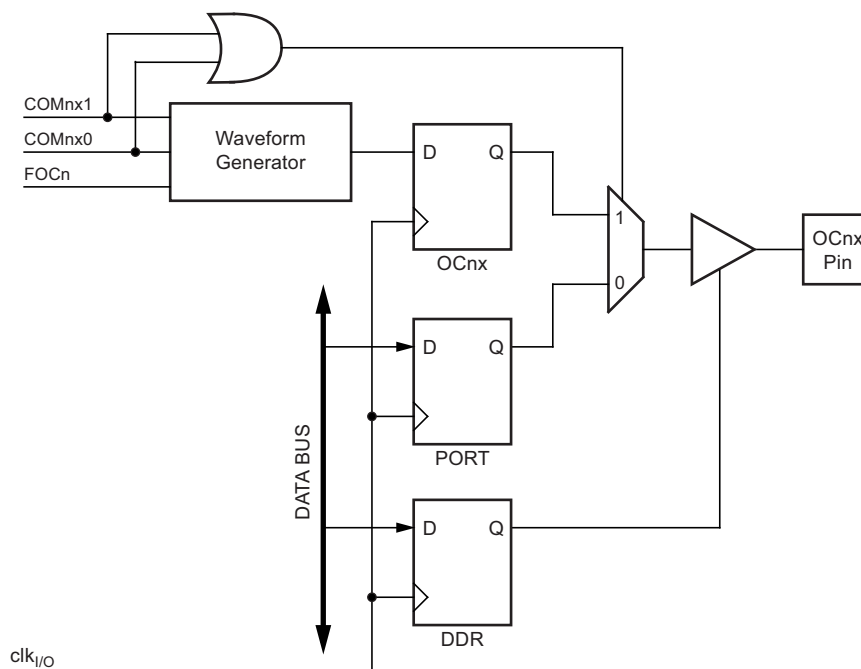 COMnx1
COMnx0
FOCn
Waveform
Generator
D Q
OCnx
1
0
OCnx
Pin
D Q
PORT
DATA BUS
D Q
DDR
clkI/O